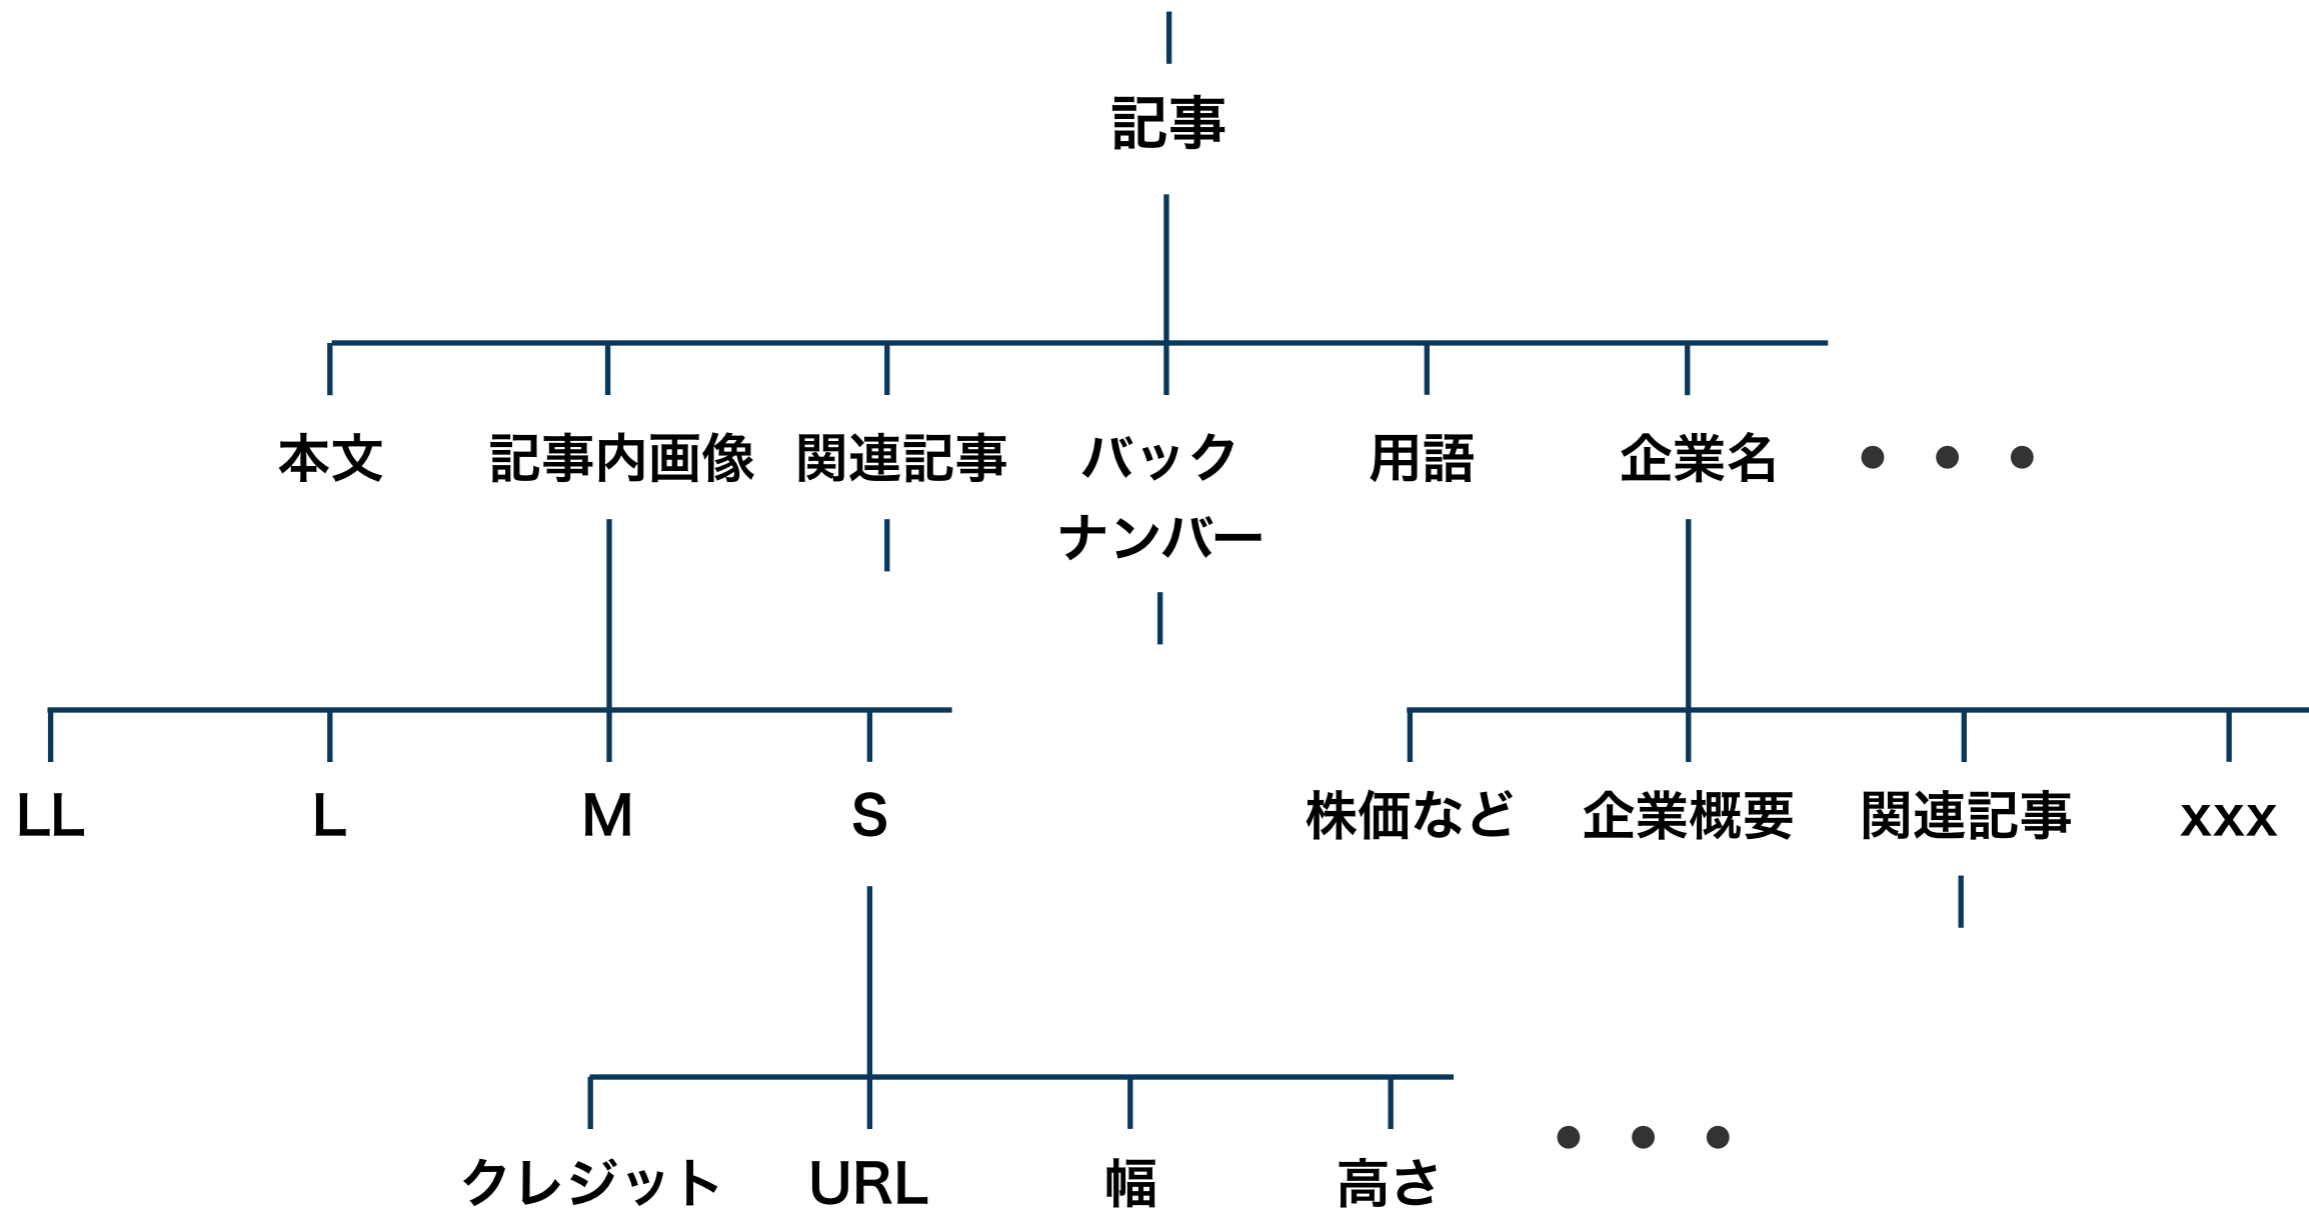 記事
本文
記事内画像
関連記事
バック
ナンバー
用語
企業名
• • •
LL
L
M
S
株価など
企業概要
関連記事
xxx
クレジット
URL
幅
高さ
• • •